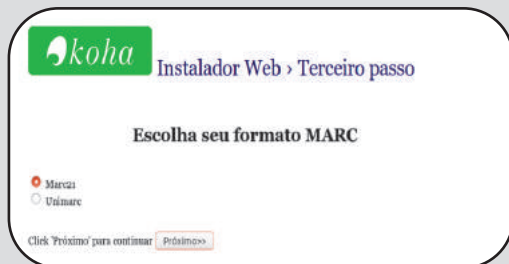 koha
Instalador Web › Terceiro passo
Escolha seu formato MARC
Marc21
Unimarc
Click 'Próximo' para continuar Próximo>>